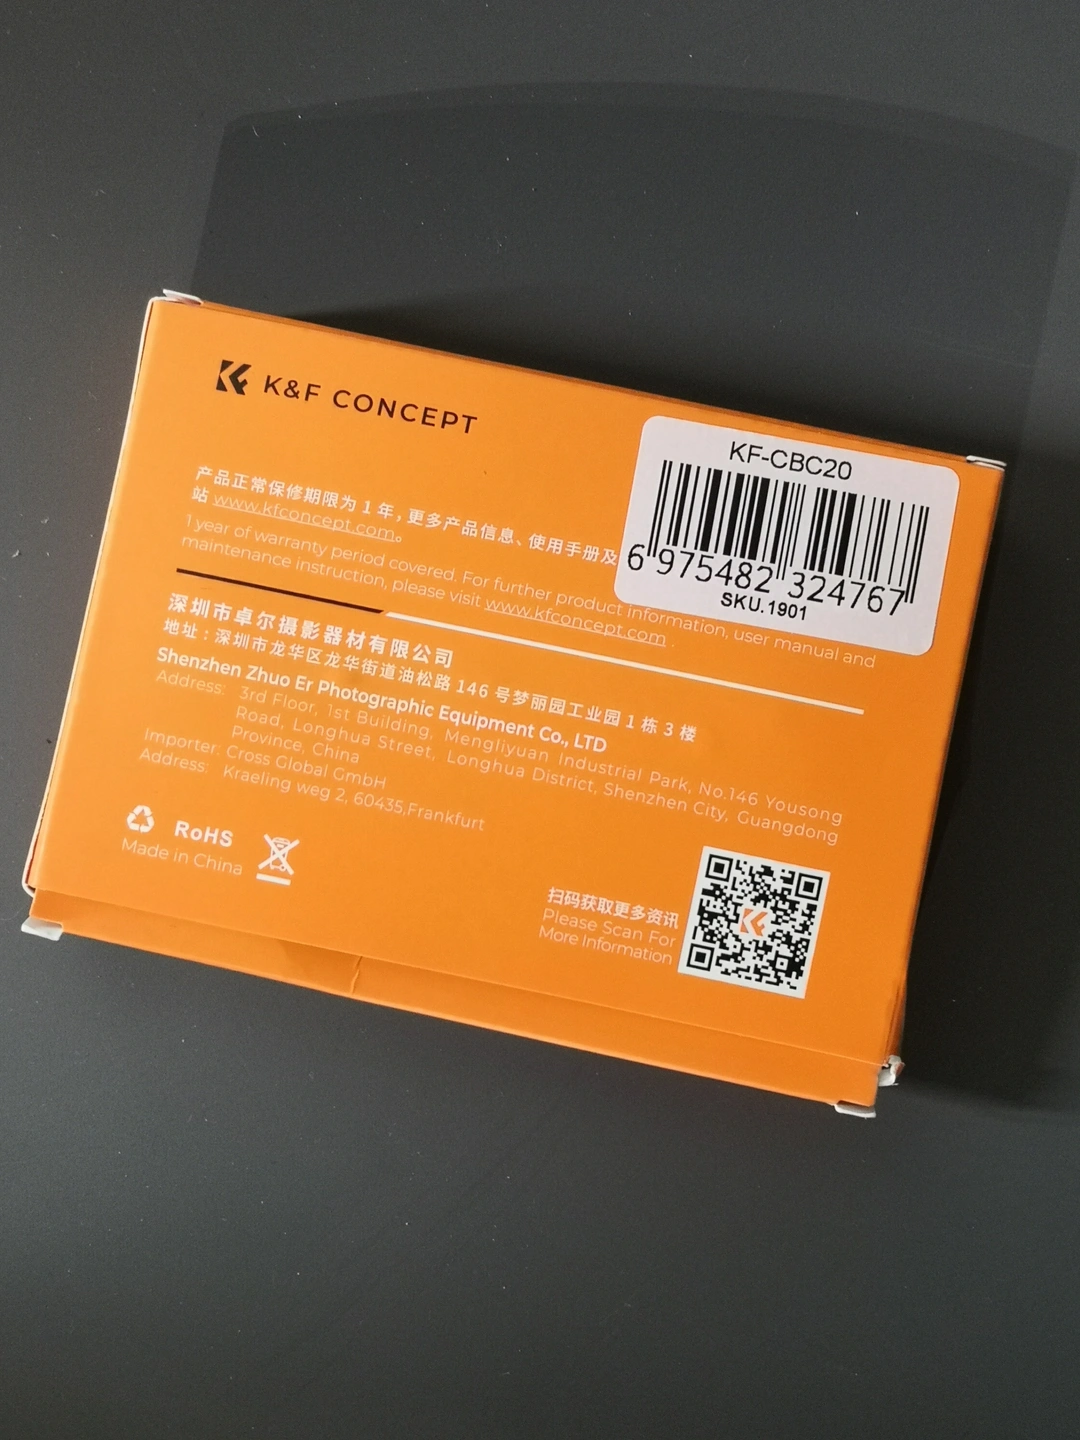 K&F CONCEPT
KF-CBC20
6 975482 324767
SKU.1901
产品正常保修期限为 1 年，更多产品信息、使用手册及
站 www.kfconcept.com。
1 year of warranty period covered. For further product information, user manual and
maintenance instruction, please visit www.kfconcept.com .
深圳市卓尔摄影器材有限公司
地址：深圳市龙华区龙华街道油松路 146 号梦丽园工业园 1 栋 3 楼
Shenzhen Zhuo Er Photographic Equipment Co., LTD
Address: 3rd Floor, 1st Building, Mengliyuan Industrial Park, No.146 Yousong
Road, Longhua Street, Longhua District, Shenzhen City, Guangdong
Province, China
Importer: Cross Global GmbH
Address: Kraeling weg 2, 60435,Frankfurt
RoHS
Made in China
扫码获取更多资讯
Please Scan For
More Information